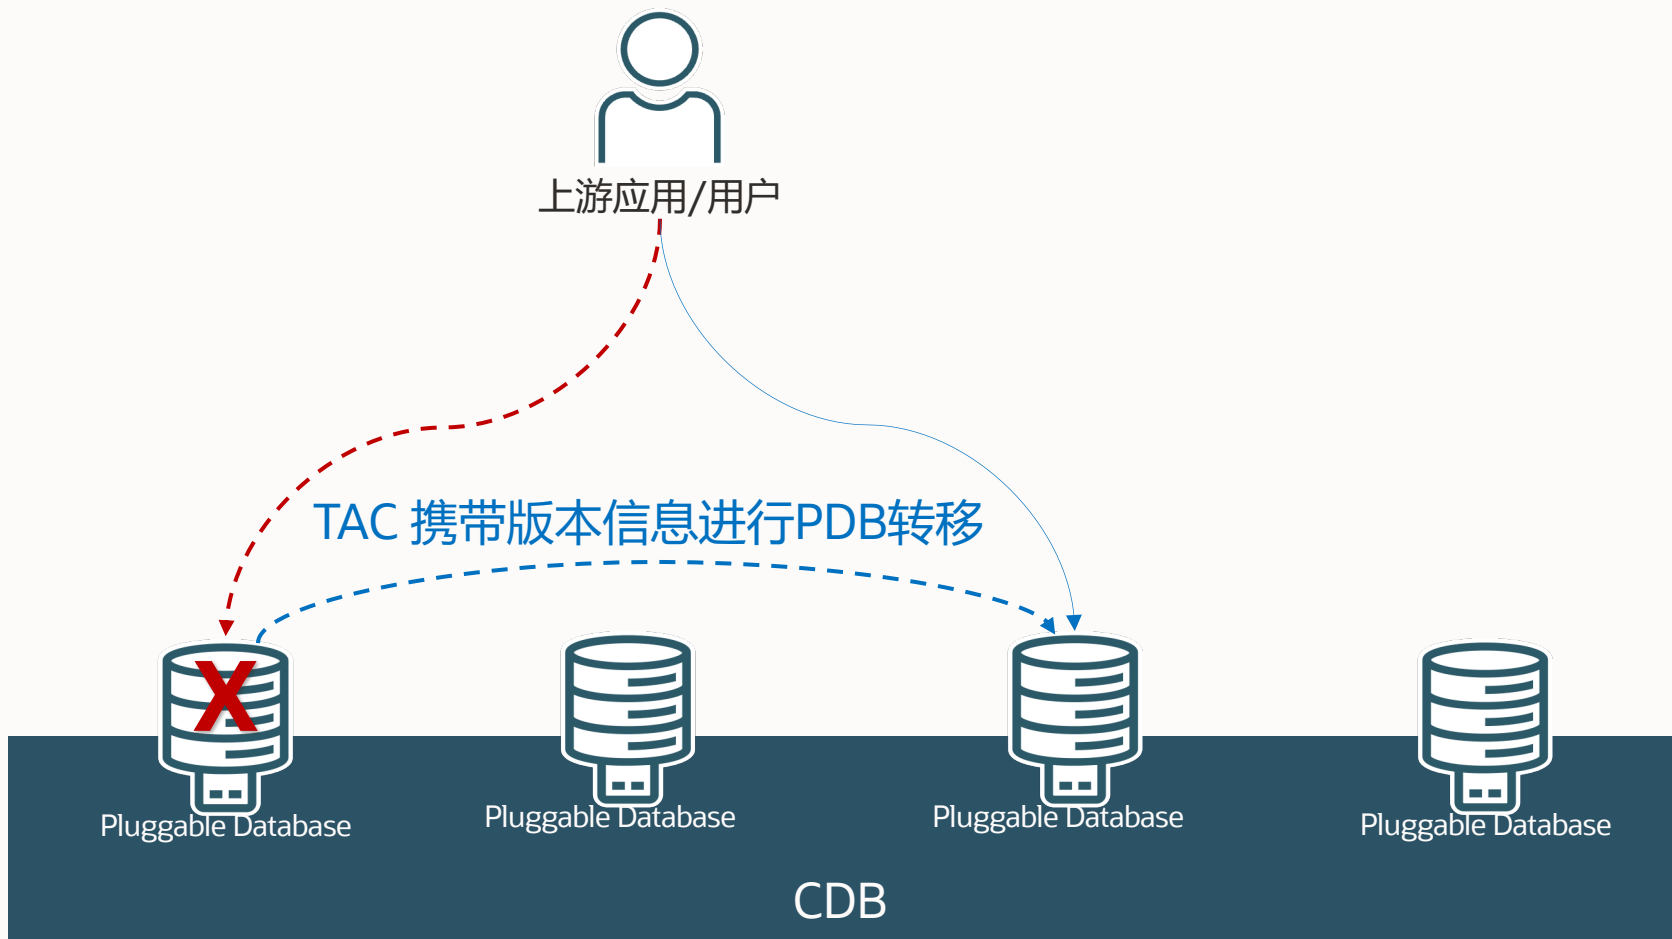 上游应用/用户
TAC 携带版本信息进行PDB转移
X
Pluggable Database
Pluggable Database
Pluggable Database
Pluggable Database
CDB